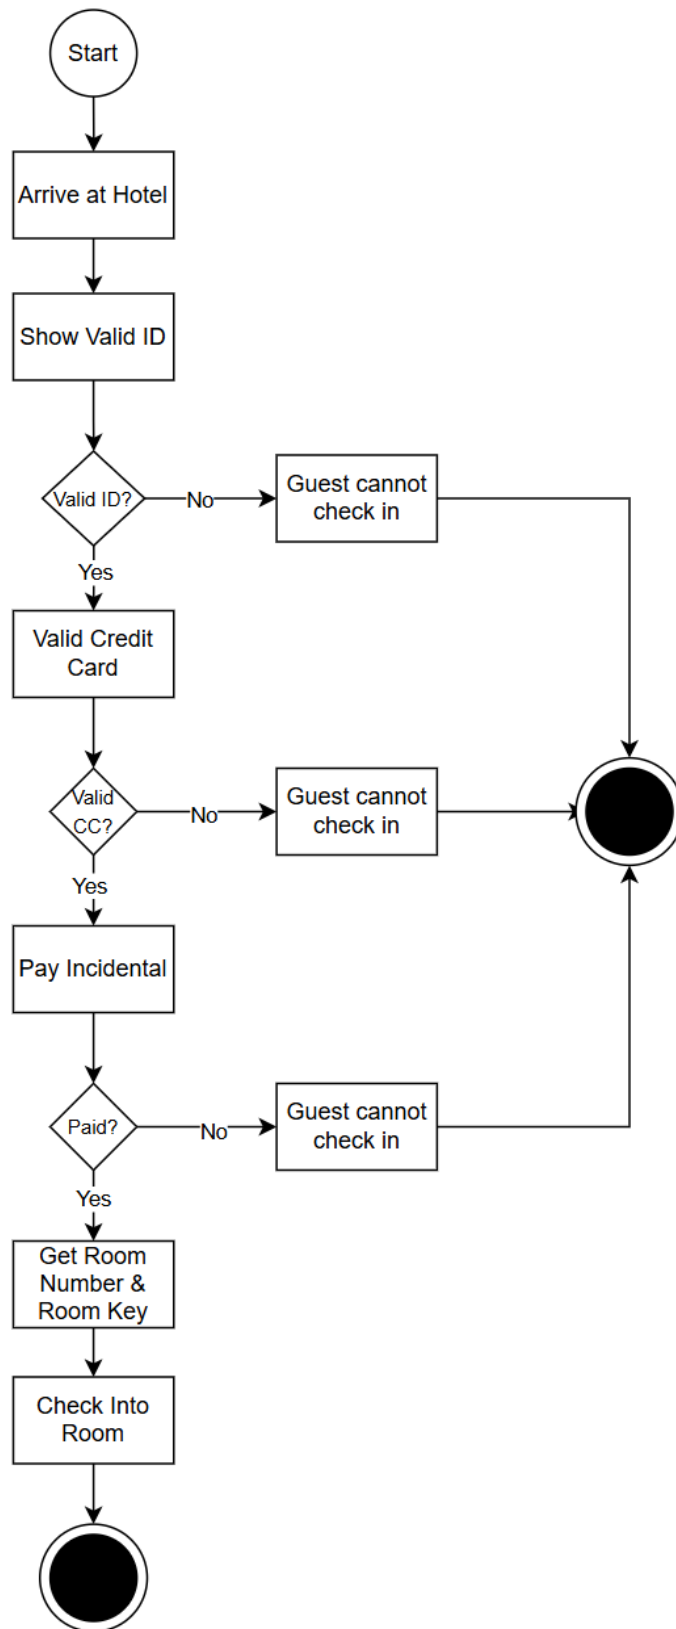 Start
Arrive at Hotel
Show Valid ID
Valid ID?
No
Guest cannot
check in
Yes
Valid Credit
Card
Valid
CC?
No
Guest cannot
check in
Yes
Pay Incidental
Paid?
No
Guest cannot
check in
Yes
Get Room
Number &
Room Key
Check Into
Room